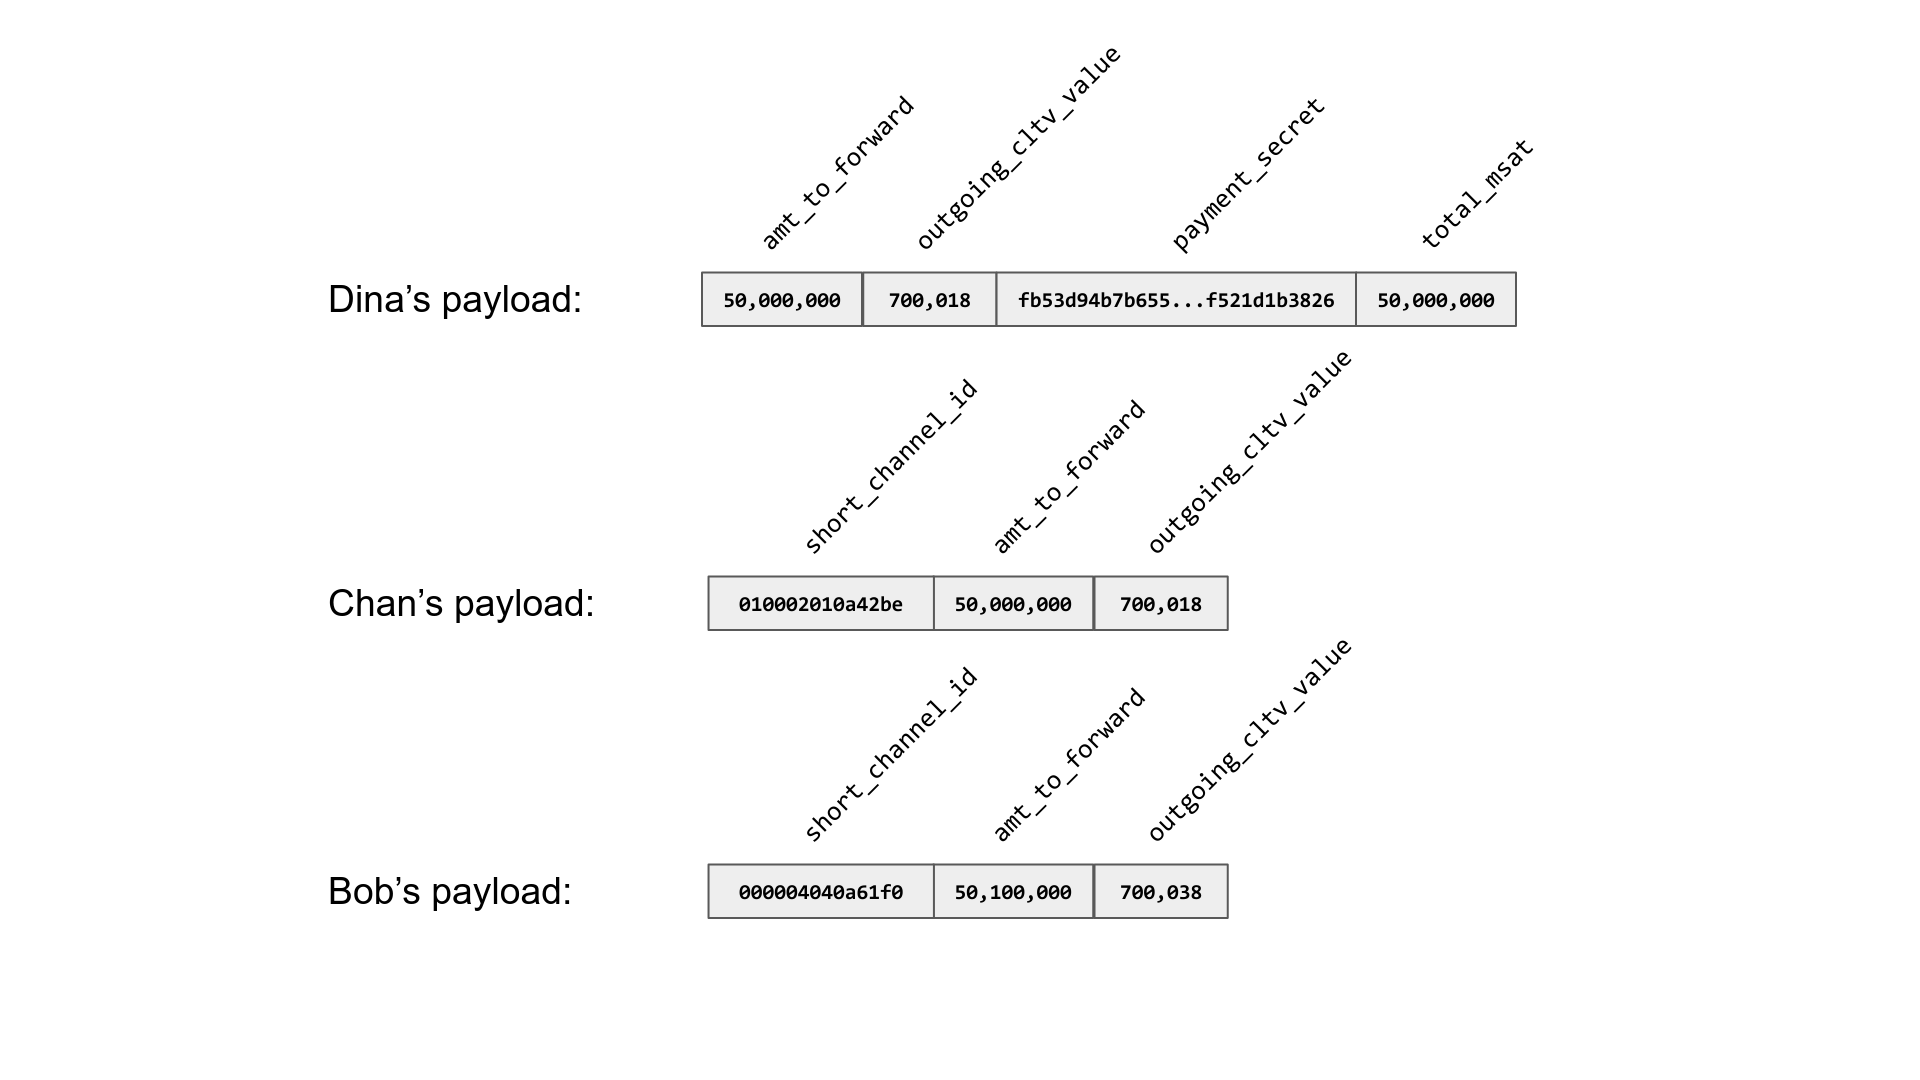 amt_to_forward outgoing_cltv_value payment_secret total_msat
Dina’s payload: 50,000,000 700,018 fb53d94b7b655...f521d1b3826 50,000,000
short_channel_id amt_to_forward outgoing_cltv_value
Chan’s payload: 010002010a42be 50,000,000 700,018
short_channel_id amt_to_forward outgoing_cltv_value
Bob’s payload: 000004040a61f0 50,100,000 700,038